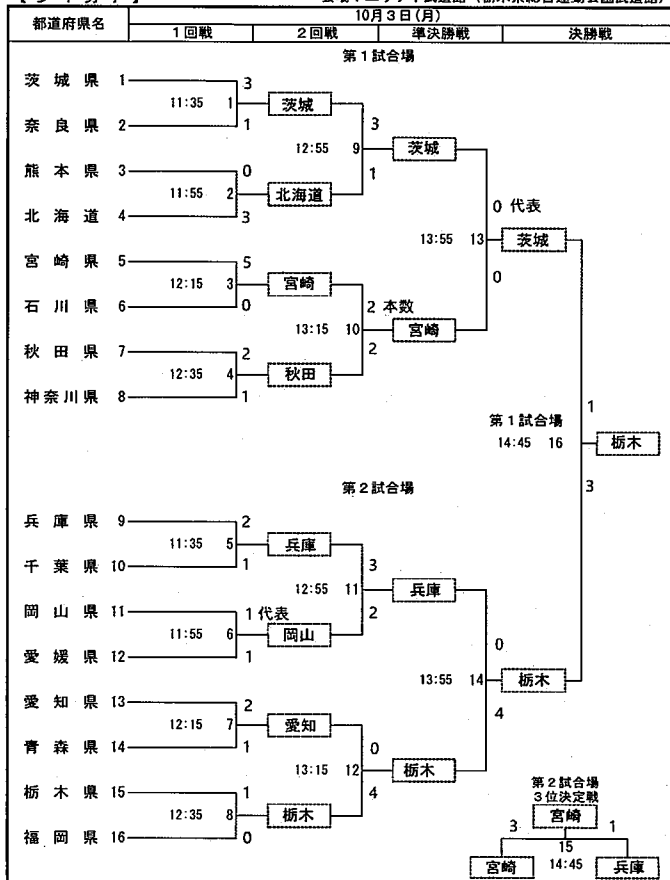 都道府県名
10月3日(月)
1回戦 2回戦 準決勝戦 決勝戦
第1試合場
茨城県 1
3
11:35 1
茨城
奈良県 2
1
12:55 9
3
1
茨城
熊本県 3
0
11:55 2
北海道
北海道 4
3
13:55 13
0 代表
0
茨城
宮崎県 5
5
12:15 3
宮崎
石川県 6
0
13:15 10
2 本数
2
宮崎
秋田県 7
2
12:35 4
秋田
神奈川県 8
1
第1試合場
14:45 16
1
3
栃木
第2試合場
兵庫県 9
2
11:35 5
兵庫
千葉県 10
1
12:55 11
3
2
兵庫
岡山県 11
1 代表
11:55 6
岡山
愛媛県 12
1
13:55 14
0
4
栃木
愛知県 13
2
12:15 7
愛知
青森県 14
1
13:15 12
0
4
栃木
栃木県 15
1
12:35 8
栃木
福岡県 16
0
第2試合場
3位決定戦
宮崎
3 1
15
宮崎 14:45 兵庫